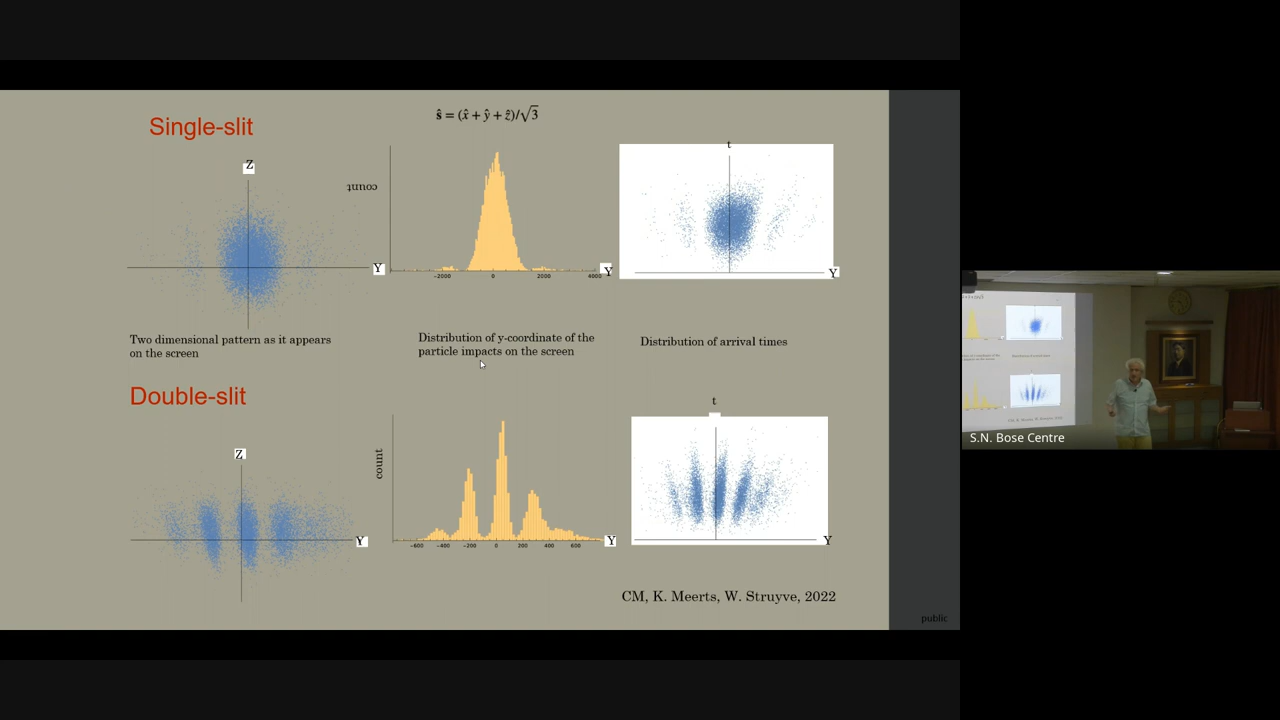 Single-slit
ŝ = (x̂ + ŷ + ẑ)/√3
Z
Y
count
-2000
0
2000
4000
Y
t
Y
Two dimensional pattern as it appears
on the screen
Distribution of y-coordinate of the
particle impacts on the screen
Distribution of arrival times
Double-slit
Z
Y
count
-600
-400
-200
0
200
400
600
Y
t
Y
CM, K. Meerts, W. Struyve, 2022
public
S.N. Bose Centre